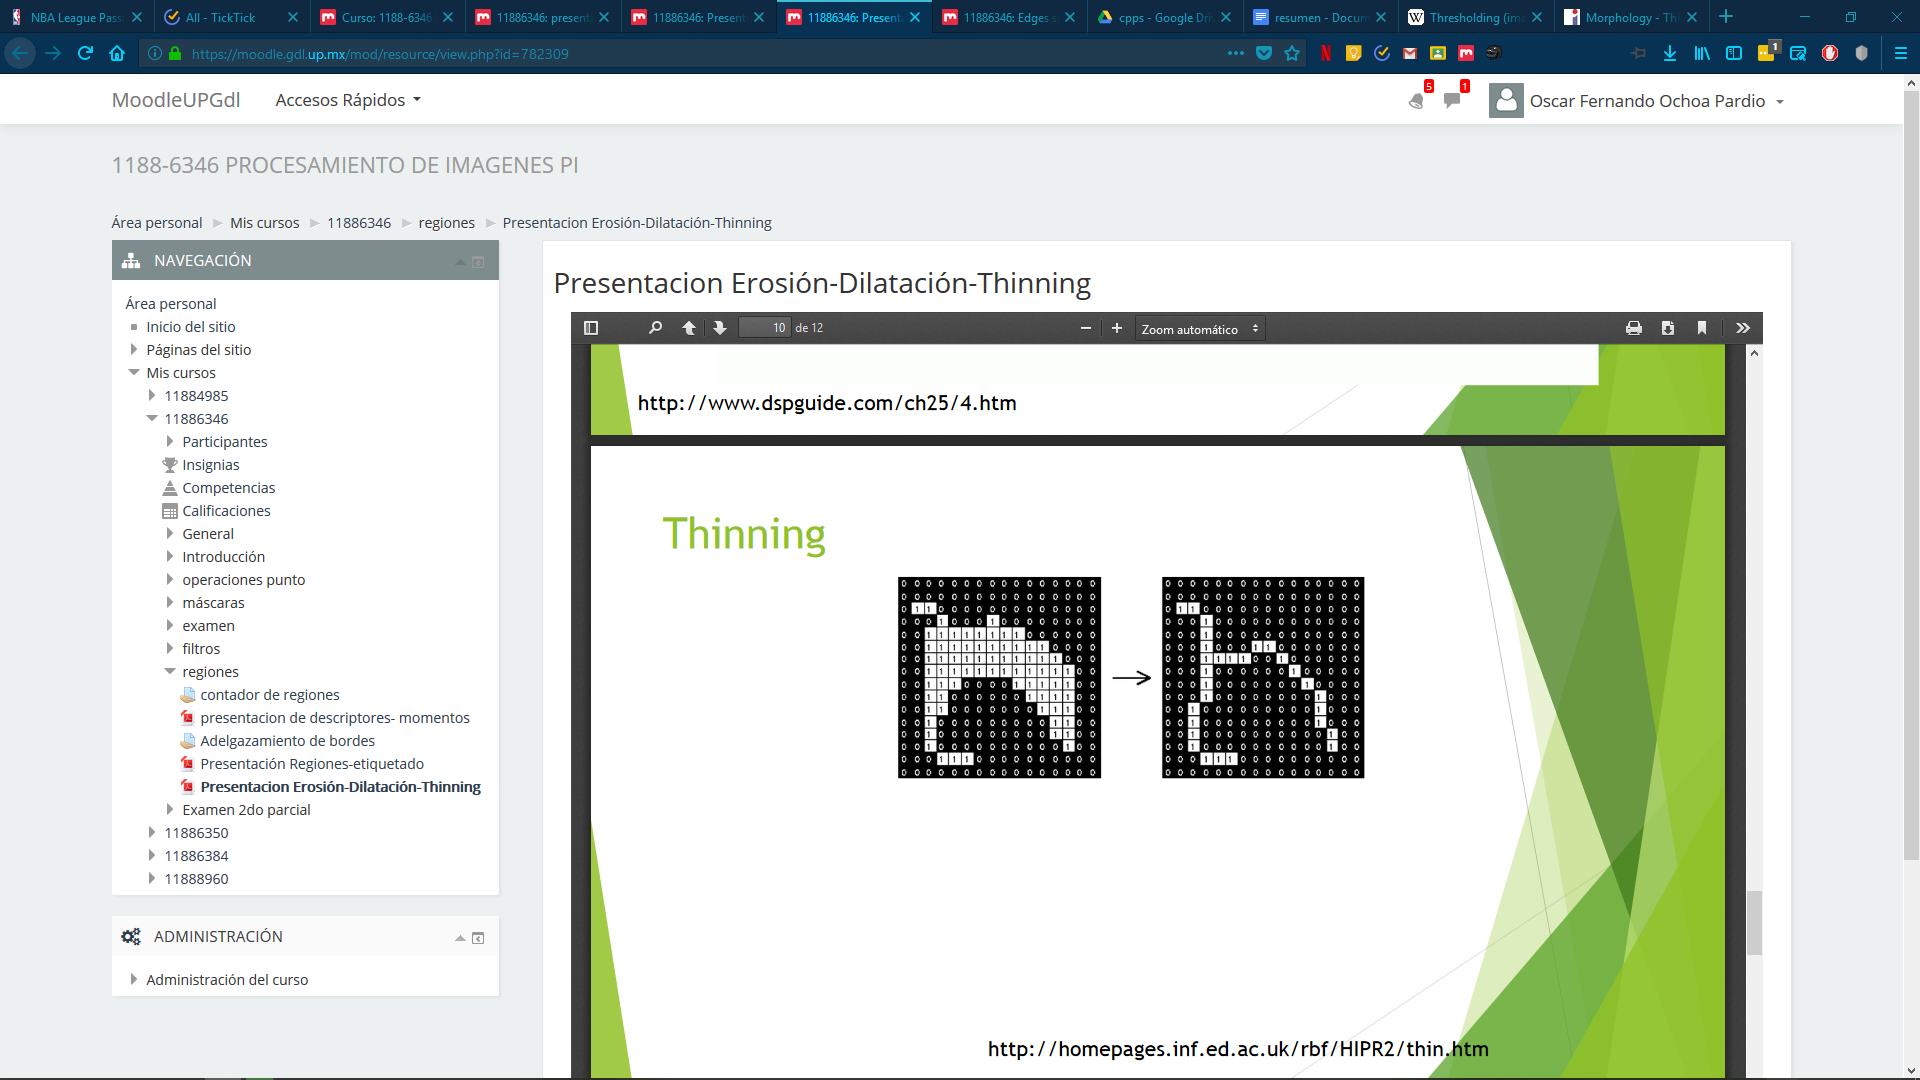 NBA League Pass
All - TickTick
Curso: 1188-6346
11886346: present
11886346: Present
11886346: Present
11886346: Edges
cpps - Google Dri
resumen - Docum
Thresholding (im
Morphology - Th
https://moodle.gdl.up.mx/mod/resource/view.php?id=782309
1
MoodleUPGdl
Accesos Rápidos
5
1
Oscar Fernando Ochoa Pardio
1188-6346 PROCESAMIENTO DE IMAGENES PI
Área personal
Mis cursos
11886346
regiones
Presentacion Erosión-Dilatación-Thinning
NAVEGACIÓN
Área personal
Inicio del sitio
Páginas del sitio
Mis cursos
11884985
11886346
Participantes
Insignias
Competencias
Calificaciones
General
Introducción
operaciones punto
máscaras
examen
filtros
regiones
contador de regiones
presentacion de descriptores- momentos
Adelgazamiento de bordes
Presentación Regiones-etiquetado
Presentacion Erosión-Dilatación-Thinning
Examen 2do parcial
11886350
11886384
11888960
ADMINISTRACIÓN
Administración del curso
Presentacion Erosión-Dilatación-Thinning
10 de 12
Zoom automático
http://www.dspguide.com/ch25/4.htm
Thinning
http://homepages.inf.ed.ac.uk/rbf/HIPR2/thin.htm